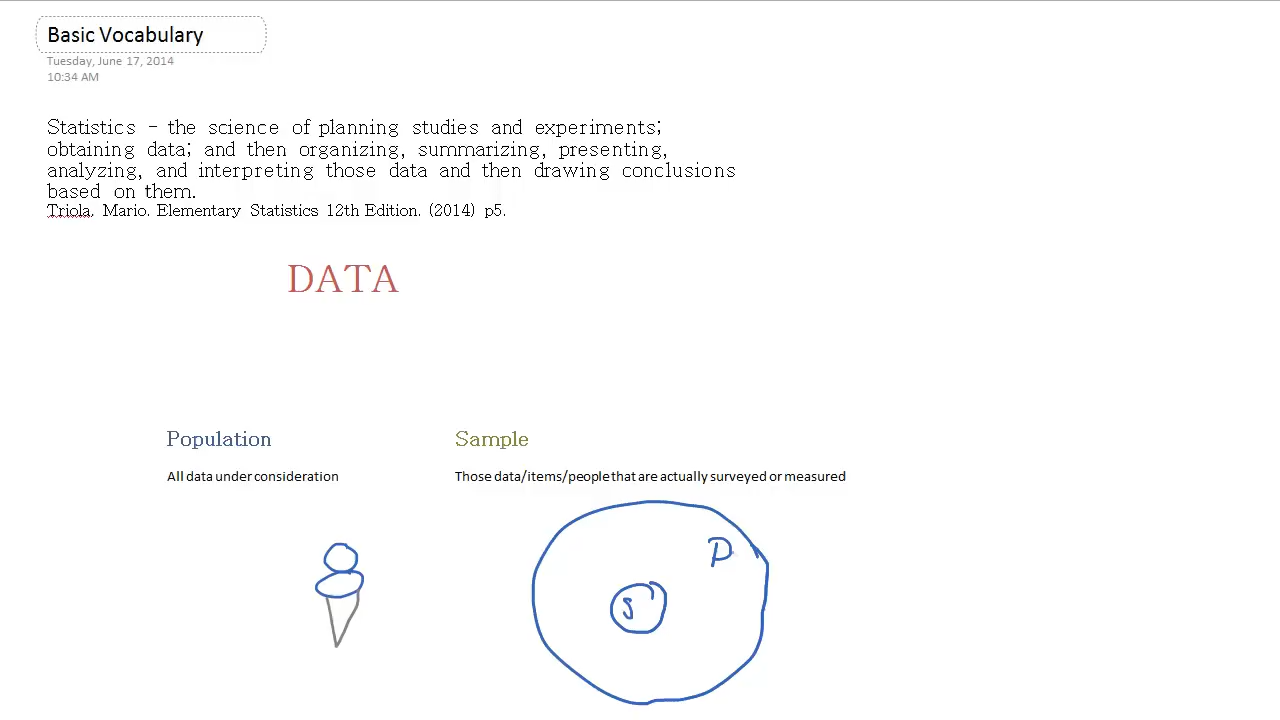 Basic Vocabulary
Tuesday, June 17, 2014
10:34 AM
Statistics - the science of planning studies and experiments;
obtaining data; and then organizing, summarizing, presenting,
analyzing, and interpreting those data and then drawing conclusions
based on them.
Triola, Mario. Elementary Statistics 12th Edition. (2014) p5.
DATA
Population
Sample
All data under consideration
Those data/items/people that are actually surveyed or measured
P
S